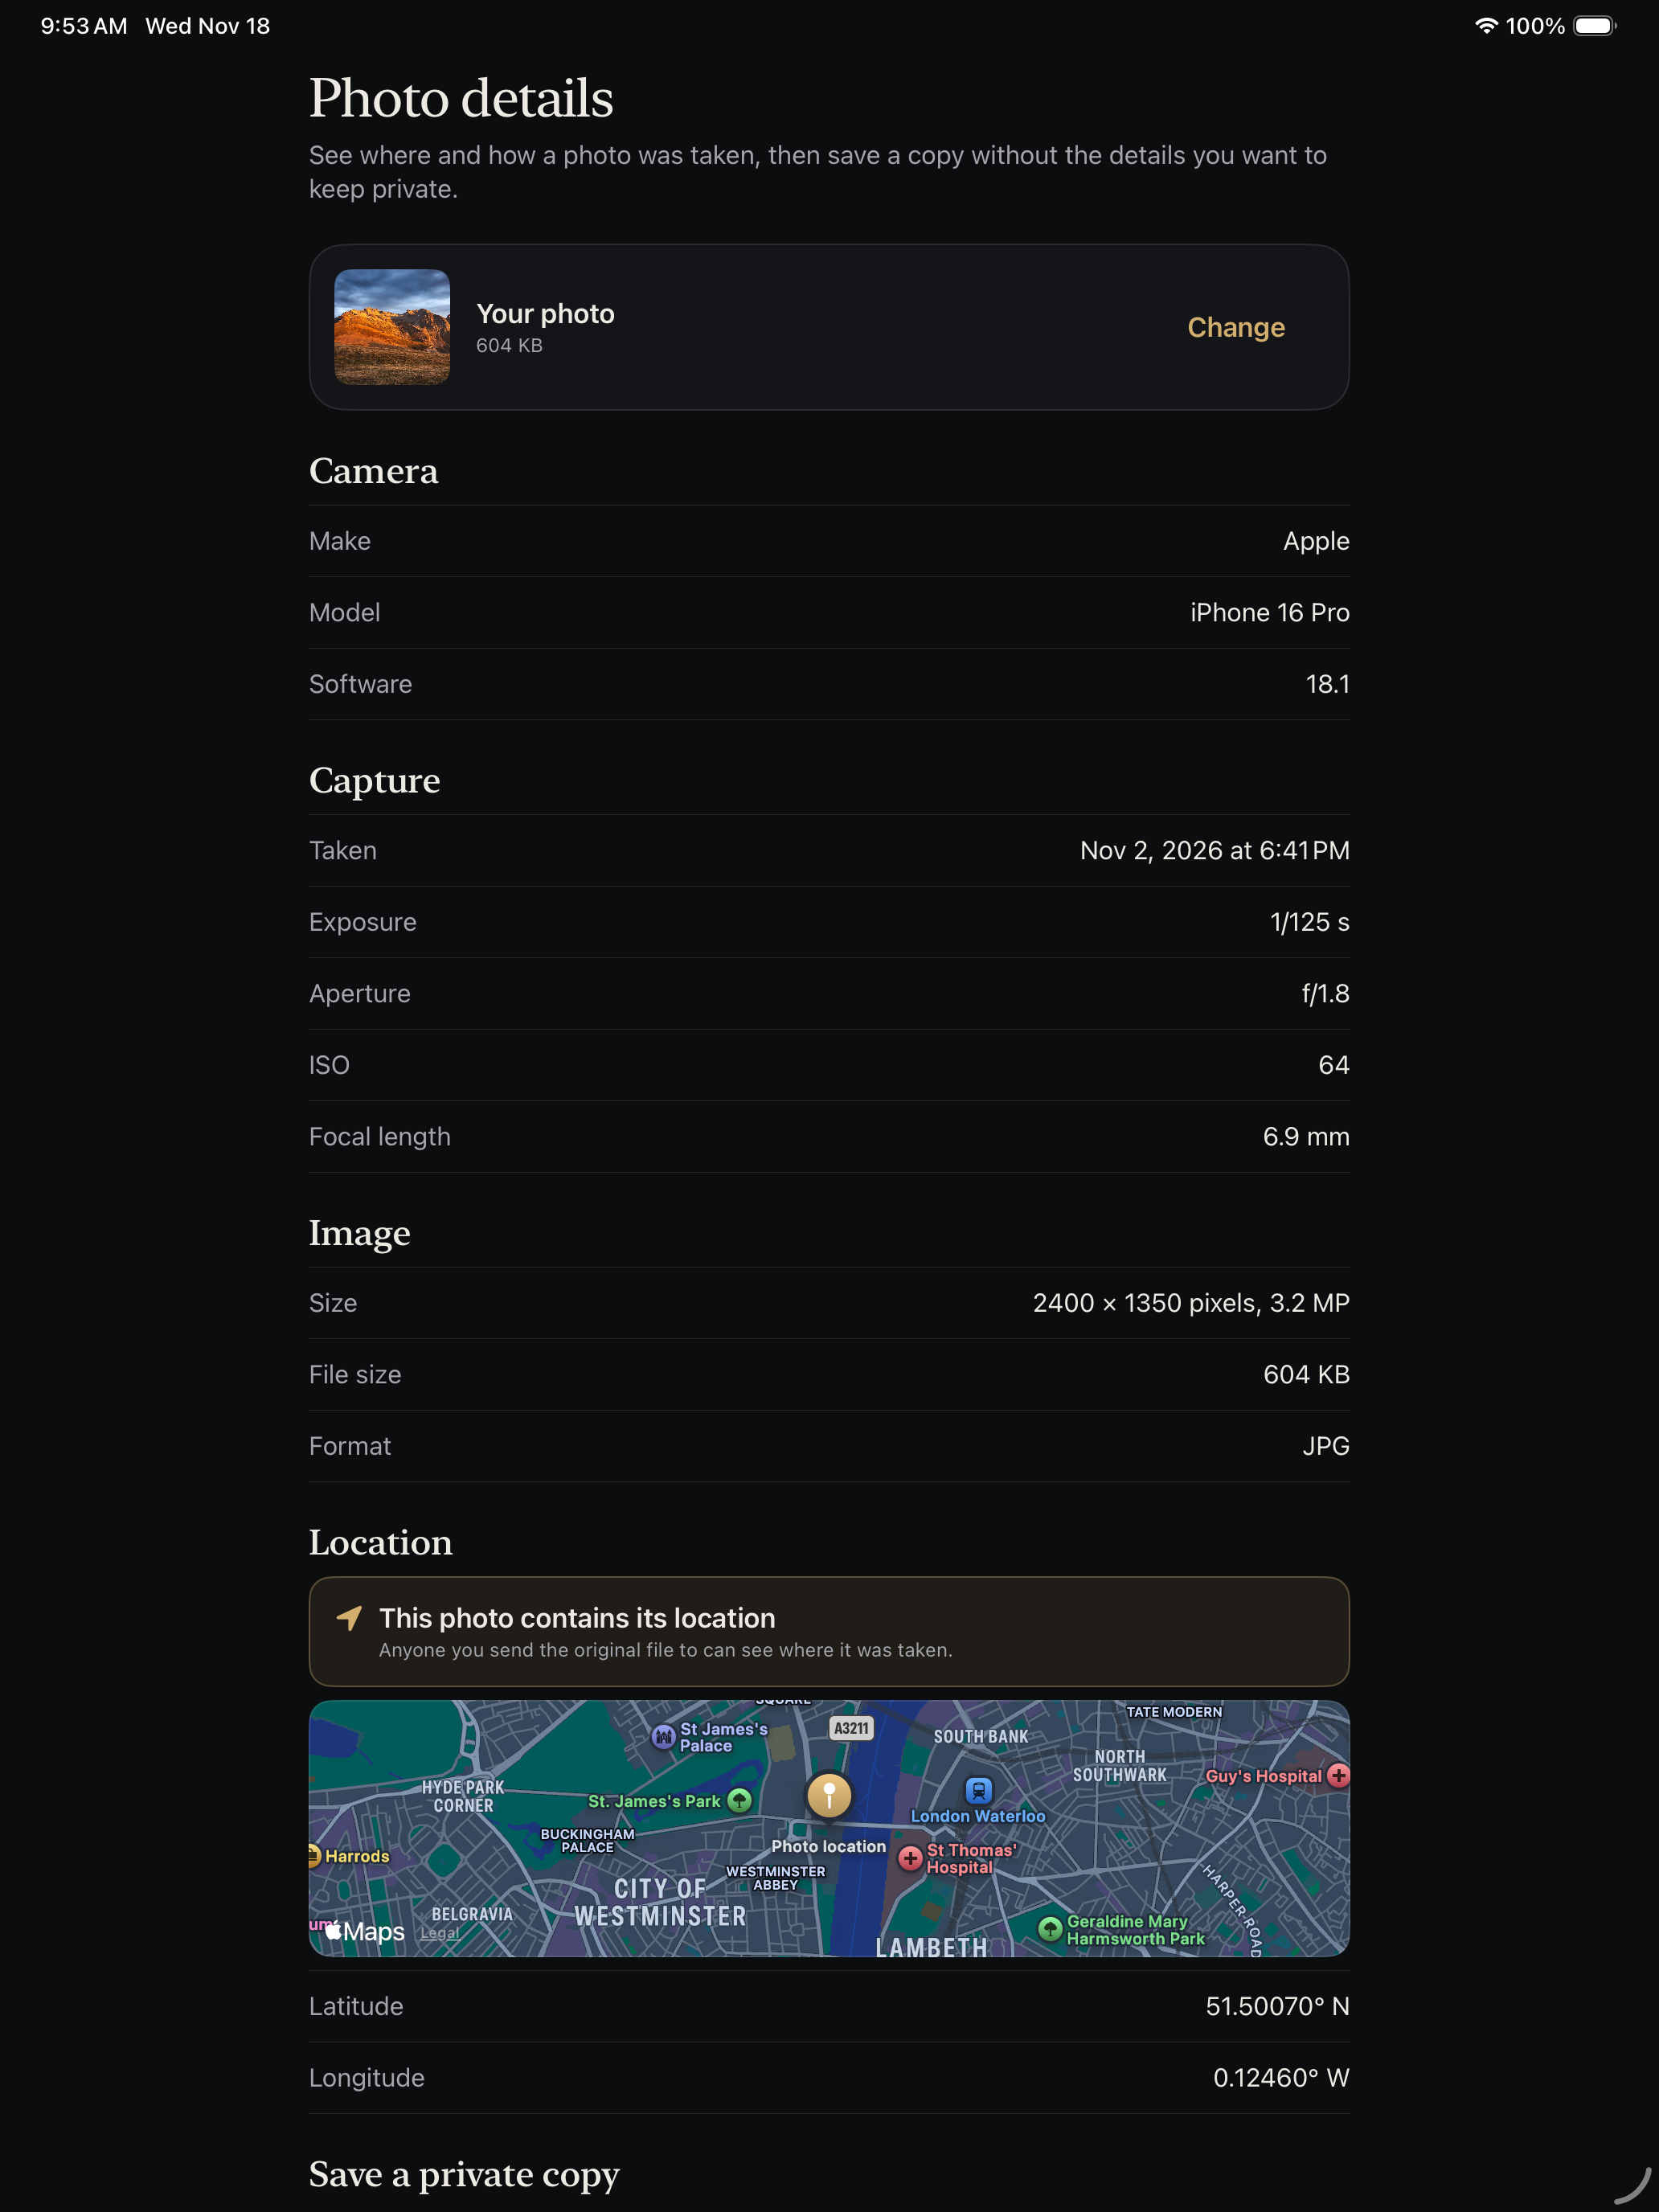 9:53 AM Wed Nov 18
100%
Photo details
See where and how a photo was taken, then save a copy without the details you want to
keep private.
Your photo
604 KB
Change
Camera
Make Apple
Model iPhone 16 Pro
Software 18.1
Capture
Taken Nov 2, 2026 at 6:41 PM
Exposure 1/125 s
Aperture f/1.8
ISO 64
Focal length 6.9 mm
Image
Size 2400 × 1350 pixels, 3.2 MP
File size 604 KB
Format JPG
Location
This photo contains its location
Anyone you send the original file to can see where it was taken.
SQUARE
TATE MODERN
St James's
Palace
A3211
SOUTH BANK
NORTH
SOUTHWARK
Guy's Hospital
HYDE PARK
CORNER
St. James's Park
London Waterloo
BUCKINGHAM
PALACE
Photo location
St Thomas'
Hospital
Harrods
WESTMINSTER
ABBEY
CITY OF
WESTMINSTER
HARPER ROAD
BELGRAVIA
Geraldine Mary
Harmsworth Park
um
Maps
Legal
LAMBETH
Latitude 51.50070° N
Longitude 0.12460° W
Save a private copy